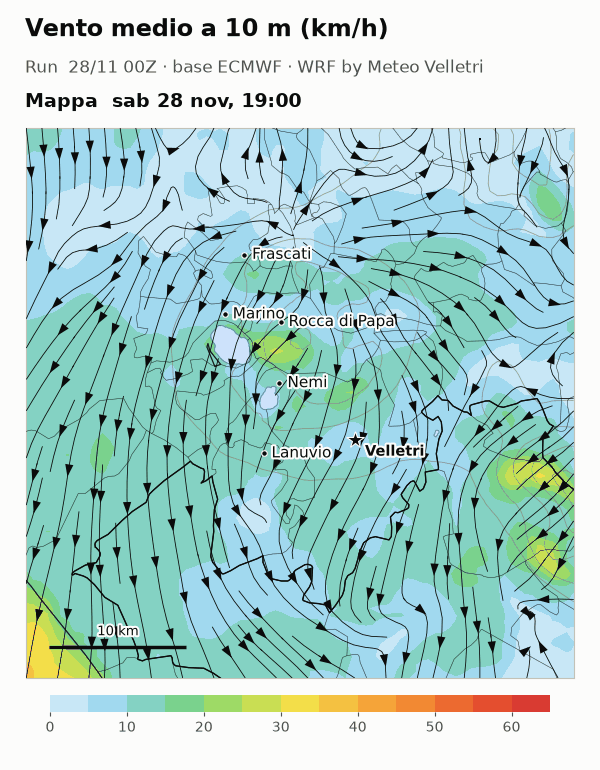 Vento medio a 10 m (km/h)
Run  28/11 00Z · base ECMWF · WRF by Meteo Velletri
Mappa  sab 28 nov, 19:00
Frascati
Marino
Rocca di Papa
Nemi
Velletri
Lanuvio
10 km
0 10 20 30 40 50 60